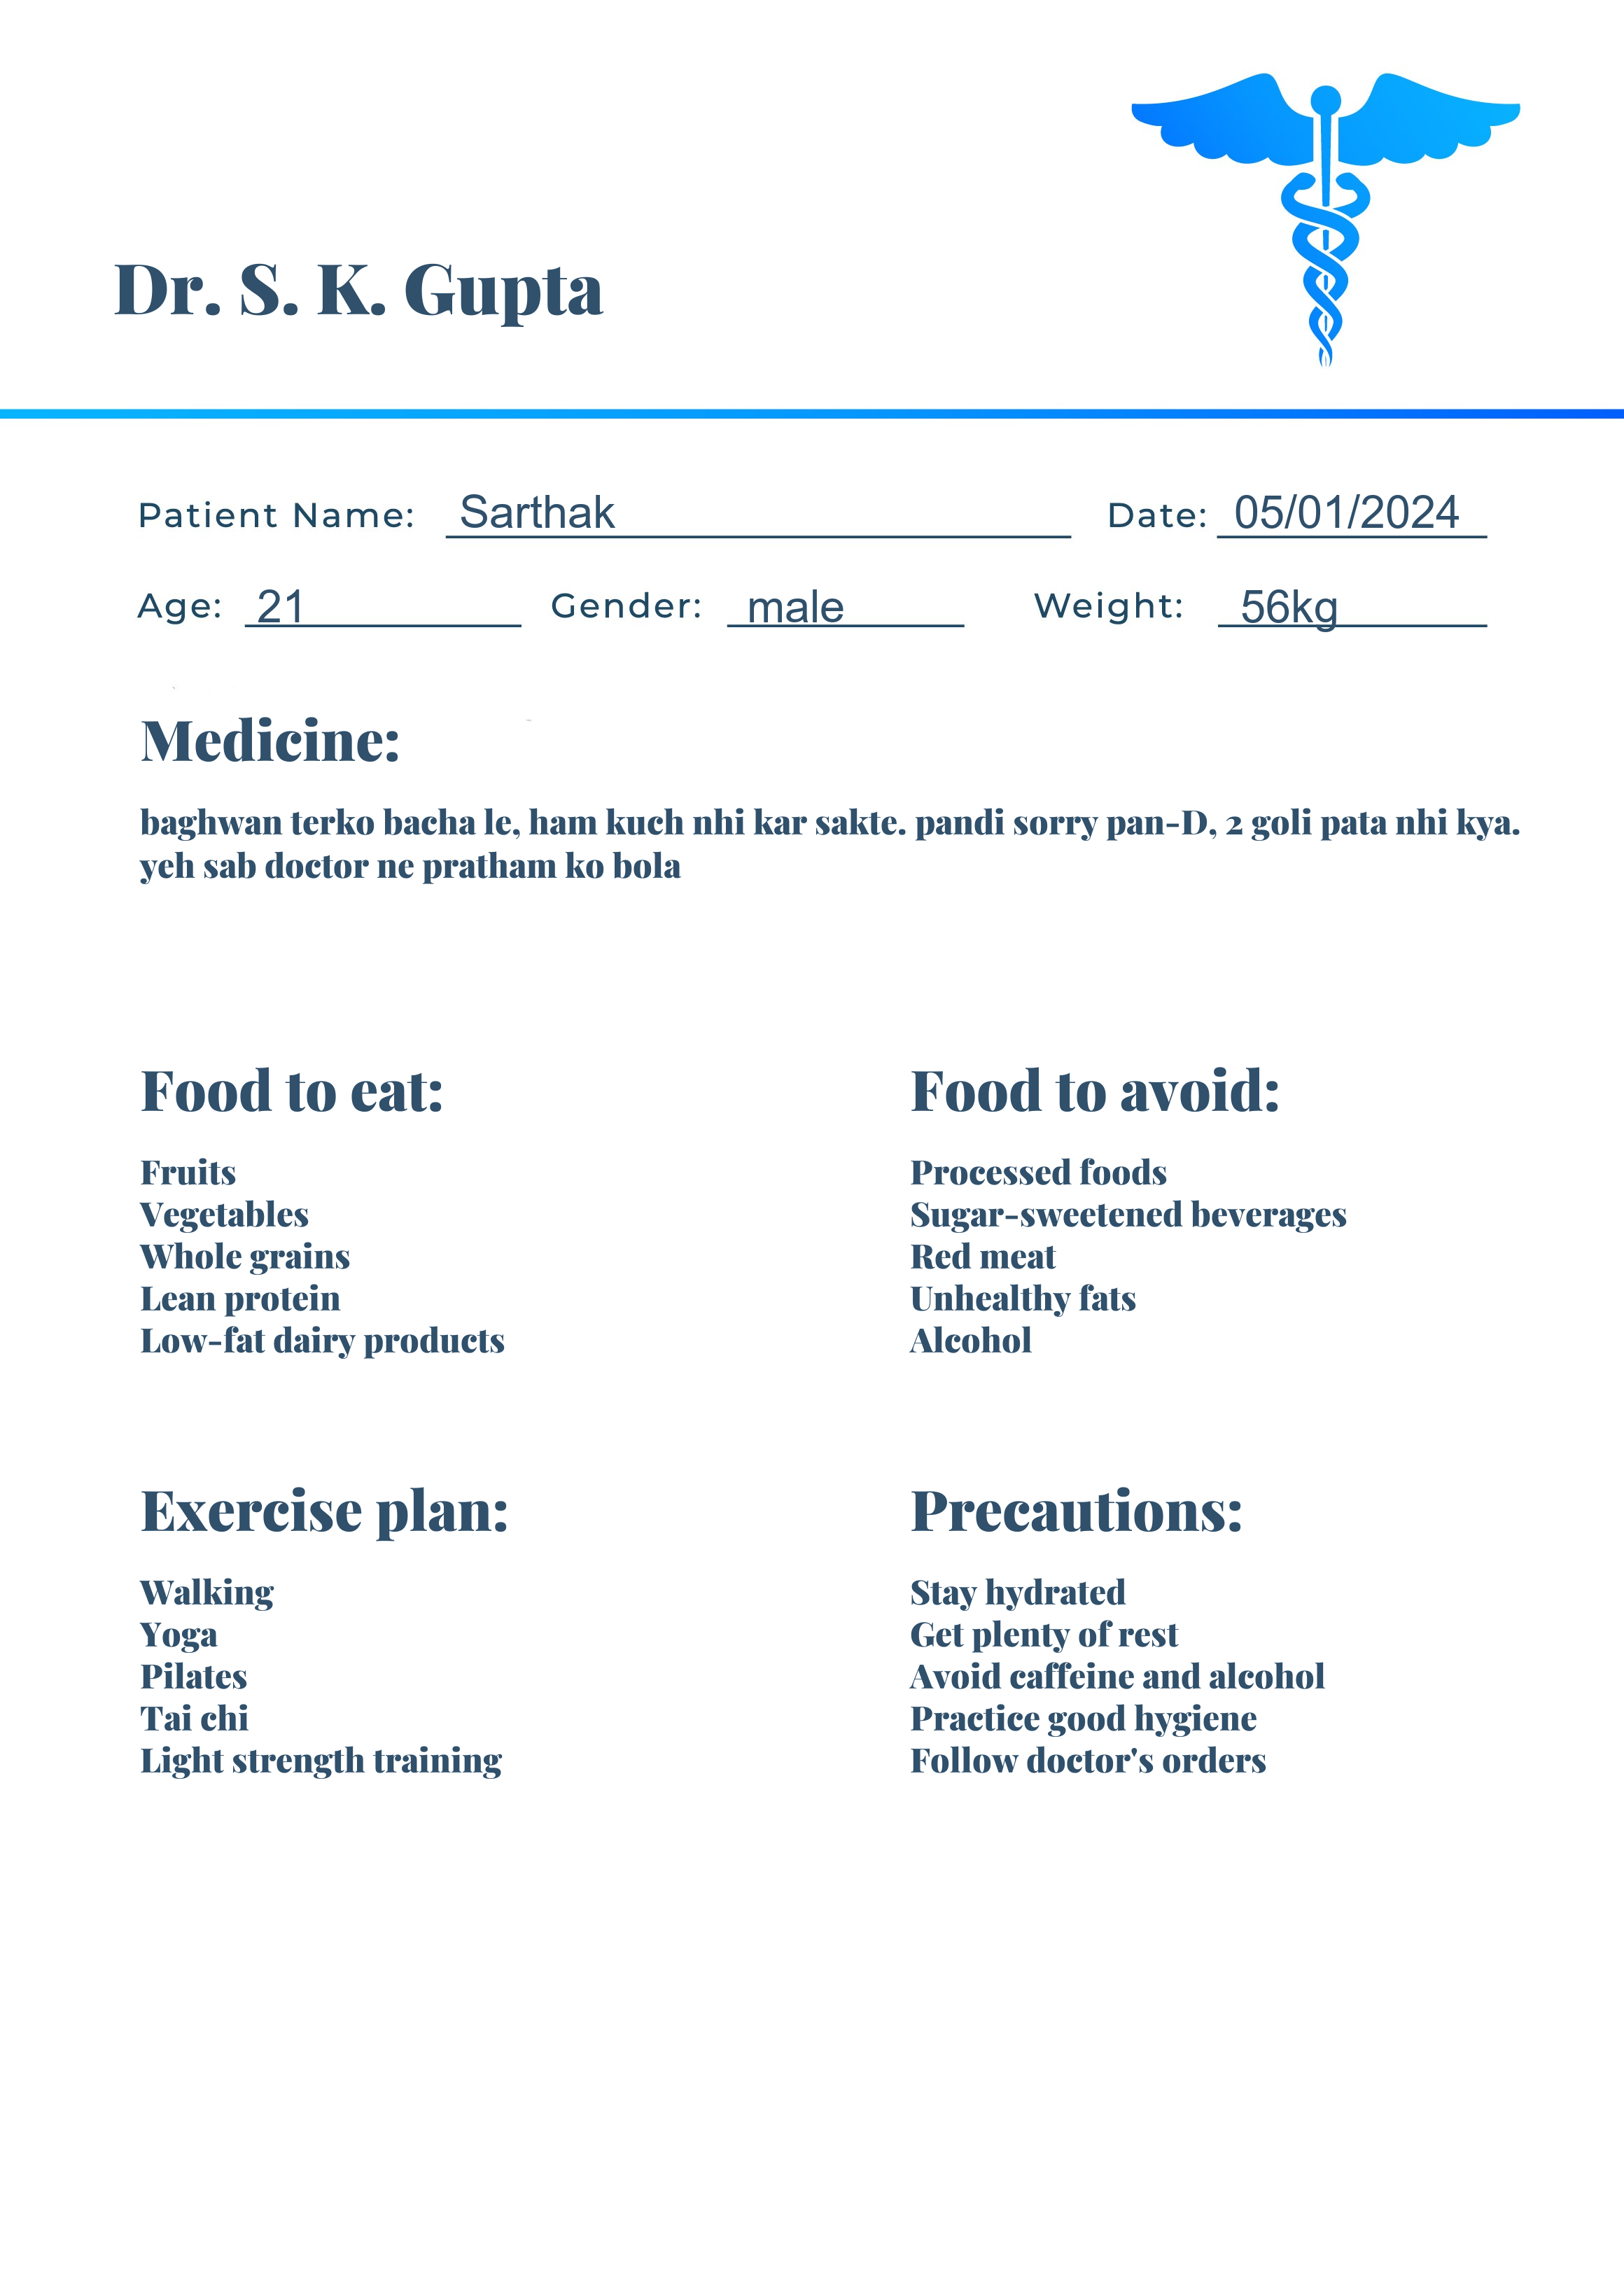 Dr. S. K. Gupta
Patient Name: Sarthak Date: 05/01/2024
Age: 21 Gender: male Weight: 56kg
Medicine:
baghwan terko bacha le, ham kuch nhi kar sakte. pandi sorry pan-D, 2 goli pata nhi kya.
yeh sab doctor ne pratham ko bola
Food to eat:
Fruits
Vegetables
Whole grains
Lean protein
Low-fat dairy products
Food to avoid:
Processed foods
Sugar-sweetened beverages
Red meat
Unhealthy fats
Alcohol
Exercise plan:
Walking
Yoga
Pilates
Tai chi
Light strength training
Precautions:
Stay hydrated
Get plenty of rest
Avoid caffeine and alcohol
Practice good hygiene
Follow doctor's orders